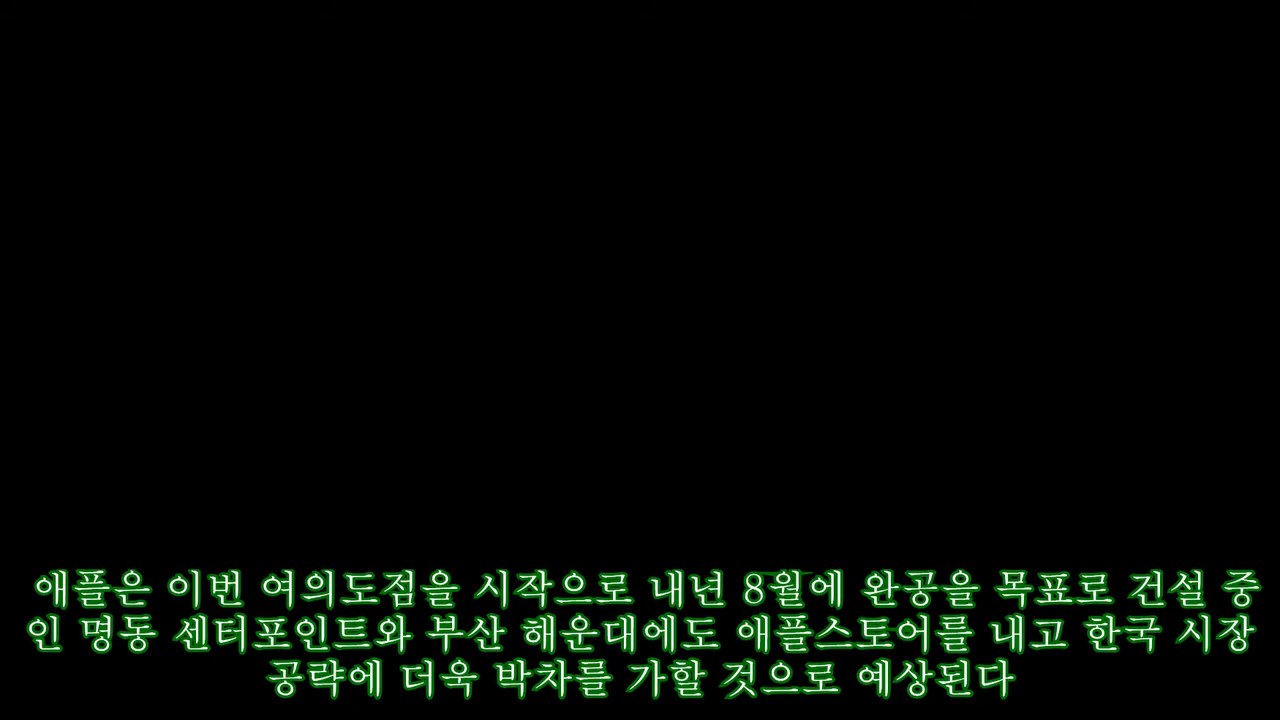 애플은 이번 여의도점을 시작으로 내년 8월에 완공을 목표로 건설 중
인 명동 센터포인트와 부산 해운대에도 애플스토어를 내고 한국 시장
공략에 더욱 박차를 가할 것으로 예상된다